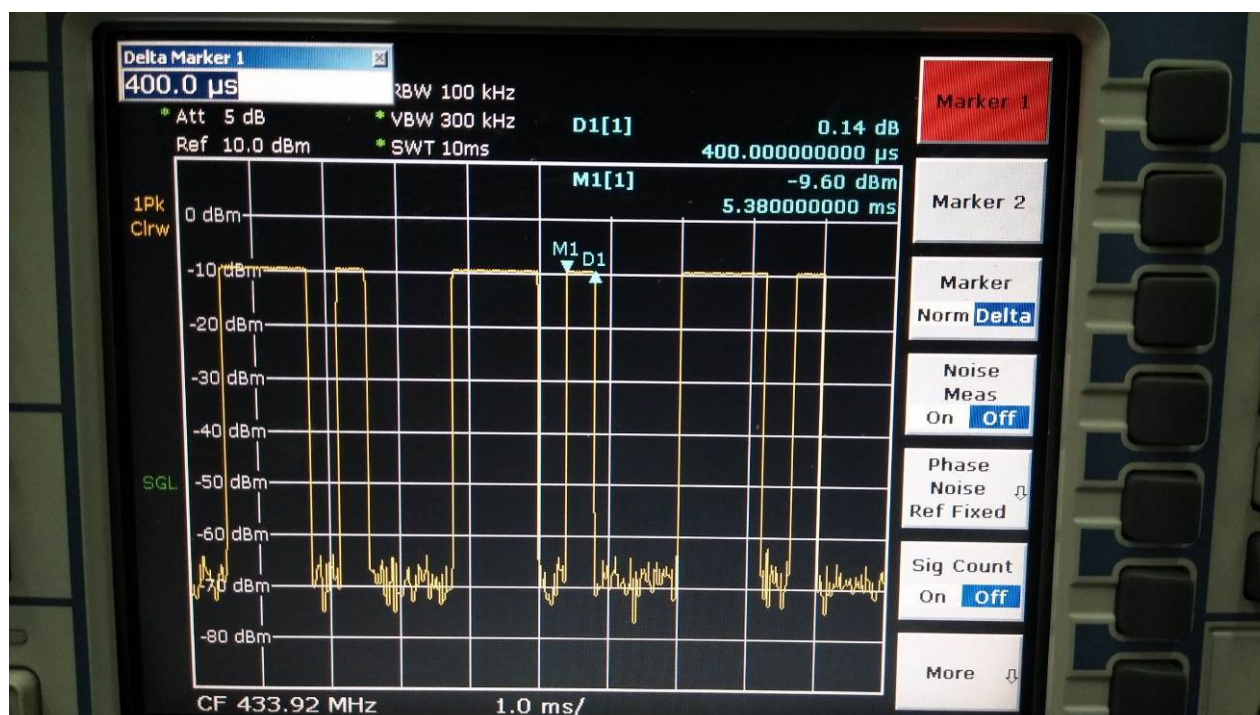 Delta Marker 1
400.0 µs
RBW 100 kHz
* Att 5 dB
* VBW 300 kHz
Ref 10.0 dBm
* SWT 10ms
D1[1]
0.14 dB
400.000000000 µs
M1[1]
-9.60 dBm
5.380000000 ms
1Pk
Clrw
0 dBm
M1
D1
-10 dBm
-20 dBm
-30 dBm
-40 dBm
SGL
-50 dBm
-60 dBm
-70 dBm
-80 dBm
CF 433.92 MHz
1.0 ms/
Marker 1
Marker 2
Marker
Norm Delta
Noise
Meas
On Off
Phase
Noise
Ref Fixed
Sig Count
On Off
More